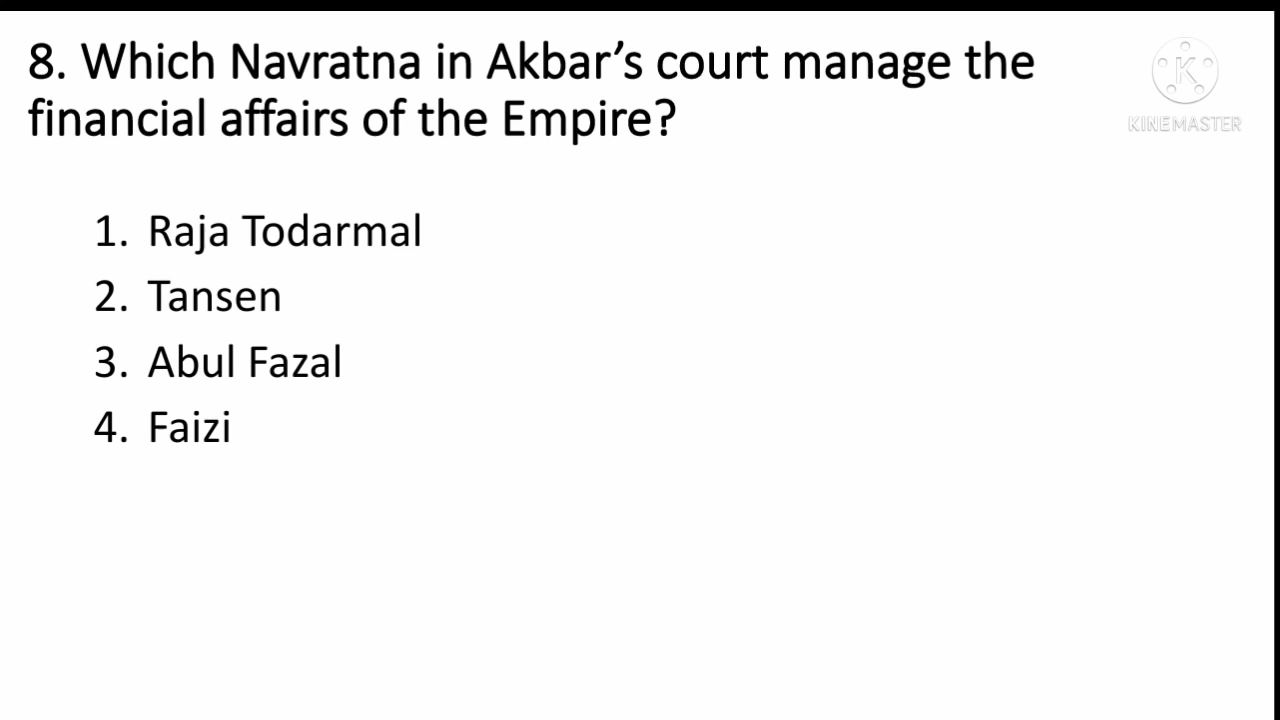 8. Which Navratna in Akbar’s court manage the
financial affairs of the Empire?
K
KINEMASTER
1. Raja Todarmal
2. Tansen
3. Abul Fazal
4. Faizi